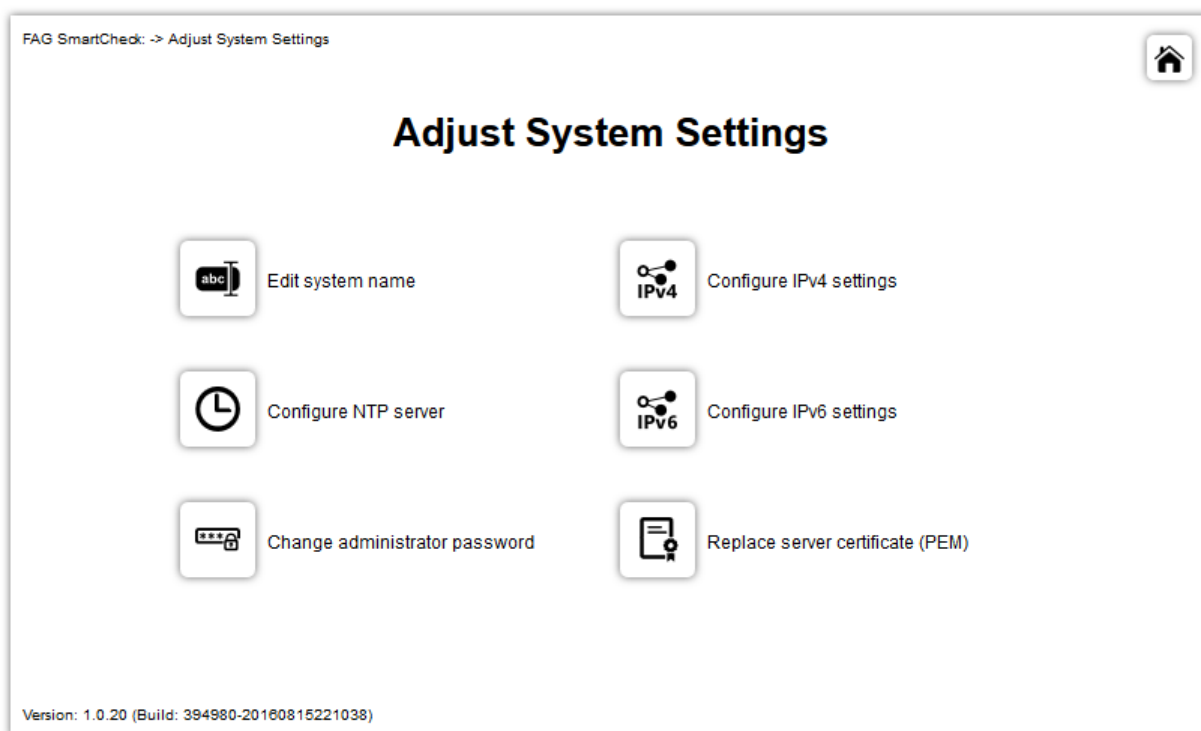 FAG SmartCheck: -> Adjust System Settings
Adjust System Settings
abc
Edit system name
IPv4
Configure IPv4 settings
Configure NTP server
IPv6
Configure IPv6 settings
***
Change administrator password
Replace server certificate (PEM)
Version: 1.0.20 (Build: 394980-20160815221038)